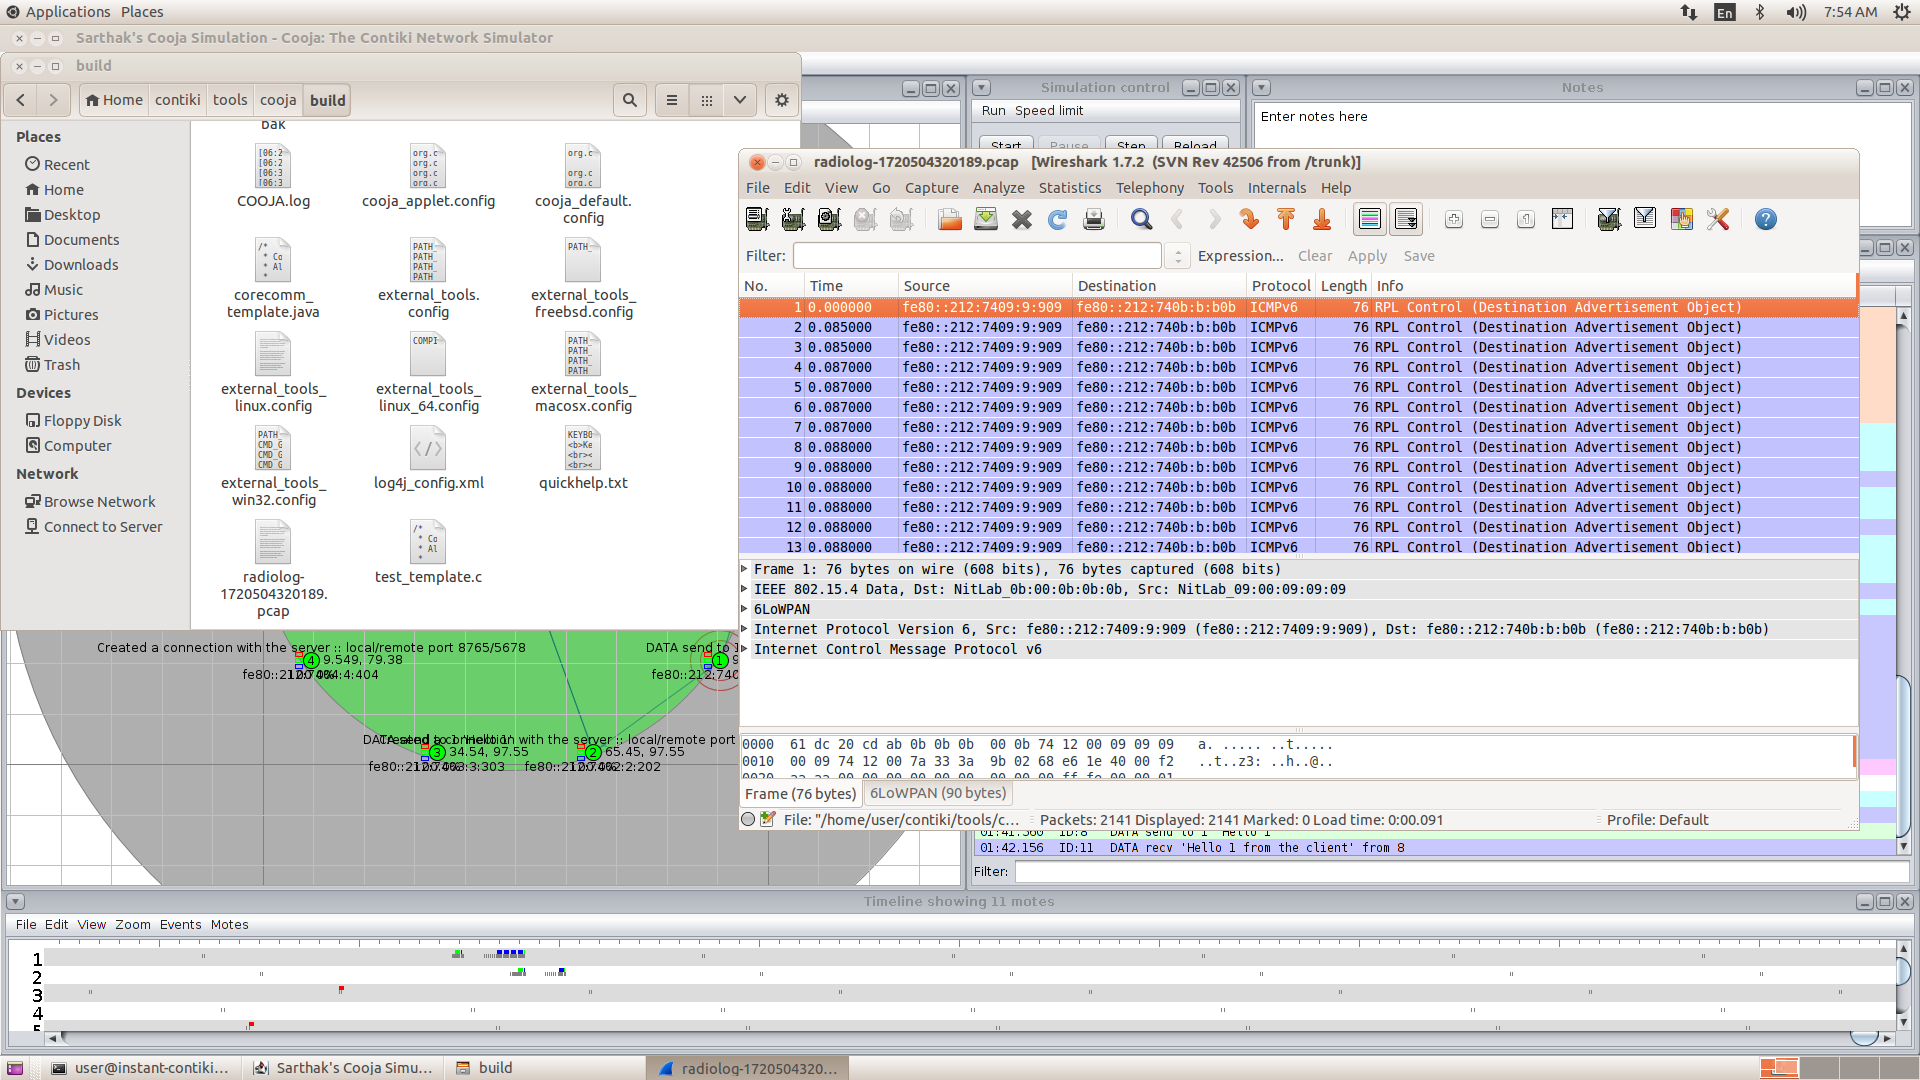 Applications Places
En 7:54 AM
Sarthak's Cooja Simulation - Cooja: The Contiki Network Simulator
build
Home contiki tools cooja build
Places
Recent
Home
Desktop
Documents
Downloads
Music
Pictures
Videos
Trash
Devices
Floppy Disk
Computer
Network
Browse Network
Connect to Server
bak
COOJA.log
cooja_applet.config
cooja_default.
config
corecomm_
template.java
external_tools.
config
external_tools_
freebsd.config
external_tools_
linux.config
external_tools_
linux_64.config
external_tools_
macosx.config
external_tools_
win32.config
log4j_config.xml
quickhelp.txt
radiolog-
1720504320189.
pcap
test_template.c
Simulation control
Run Speed limit
Start Pause Step Reload
Notes
Enter notes here
radiolog-1720504320189.pcap [Wireshark 1.7.2 (SVN Rev 42506 from /trunk)]
File Edit View Go Capture Analyze Statistics Telephony Tools Internals Help
Filter: Expression... Clear Apply Save
No. Time Source Destination Protocol Length Info
1 0.000000 fe80::212:7409:9:909 fe80::212:740b:b:b0b ICMPv6 76 RPL Control (Destination Advertisement Object)
2 0.085000 fe80::212:7409:9:909 fe80::212:740b:b:b0b ICMPv6 76 RPL Control (Destination Advertisement Object)
3 0.085000 fe80::212:7409:9:909 fe80::212:740b:b:b0b ICMPv6 76 RPL Control (Destination Advertisement Object)
4 0.087000 fe80::212:7409:9:909 fe80::212:740b:b:b0b ICMPv6 76 RPL Control (Destination Advertisement Object)
5 0.087000 fe80::212:7409:9:909 fe80::212:740b:b:b0b ICMPv6 76 RPL Control (Destination Advertisement Object)
6 0.087000 fe80::212:7409:9:909 fe80::212:740b:b:b0b ICMPv6 76 RPL Control (Destination Advertisement Object)
7 0.087000 fe80::212:7409:9:909 fe80::212:740b:b:b0b ICMPv6 76 RPL Control (Destination Advertisement Object)
8 0.088000 fe80::212:7409:9:909 fe80::212:740b:b:b0b ICMPv6 76 RPL Control (Destination Advertisement Object)
9 0.088000 fe80::212:7409:9:909 fe80::212:740b:b:b0b ICMPv6 76 RPL Control (Destination Advertisement Object)
10 0.088000 fe80::212:7409:9:909 fe80::212:740b:b:b0b ICMPv6 76 RPL Control (Destination Advertisement Object)
11 0.088000 fe80::212:7409:9:909 fe80::212:740b:b:b0b ICMPv6 76 RPL Control (Destination Advertisement Object)
12 0.088000 fe80::212:7409:9:909 fe80::212:740b:b:b0b ICMPv6 76 RPL Control (Destination Advertisement Object)
13 0.088000 fe80::212:7409:9:909 fe80::212:740b:b:b0b ICMPv6 76 RPL Control (Destination Advertisement Object)
Frame 1: 76 bytes on wire (608 bits), 76 bytes captured (608 bits)
IEEE 802.15.4 Data, Dst: NitLab_0b:00:0b:0b:0b, Src: NitLab_09:00:09:09:09
6LoWPAN
Internet Protocol Version 6, Src: fe80::212:7409:9:909 (fe80::212:7409:9:909), Dst: fe80::212:740b:b:b0b (fe80::212:740b:b:b0b)
Internet Control Message Protocol v6
0000 61 dc 20 cd ab 0b 0b 0b 00 0b 74 12 00 09 09 09 a. ..... ..t.....
0010 00 09 74 12 00 7a 33 3a 9b 02 68 e6 1e 40 00 f2 ..t..z3: ..h..@..
Frame (76 bytes) 6LoWPAN (90 bytes)
File: "/home/user/contiki/tools/c... Packets: 2141 Displayed: 2141 Marked: 0 Load time: 0:00.091 Profile: Default
Created a connection with the server :: local/remote port 8765/5678
4 9.549, 79.38
DATA send to
1
3 34.54, 97.55
2 65.45, 97.55
with the server :: local/remote port
01:41.360 ID:8 DATA send to 1 'Hello 1'
01:42.156 ID:11 DATA recv 'Hello 1 from the client' from 8
Filter:
Timeline showing 11 motes
File Edit View Zoom Events Motes
1
2
3
4
5
user@instant-contiki... Sarthak's Cooja Simu... build radiolog-1720504320...